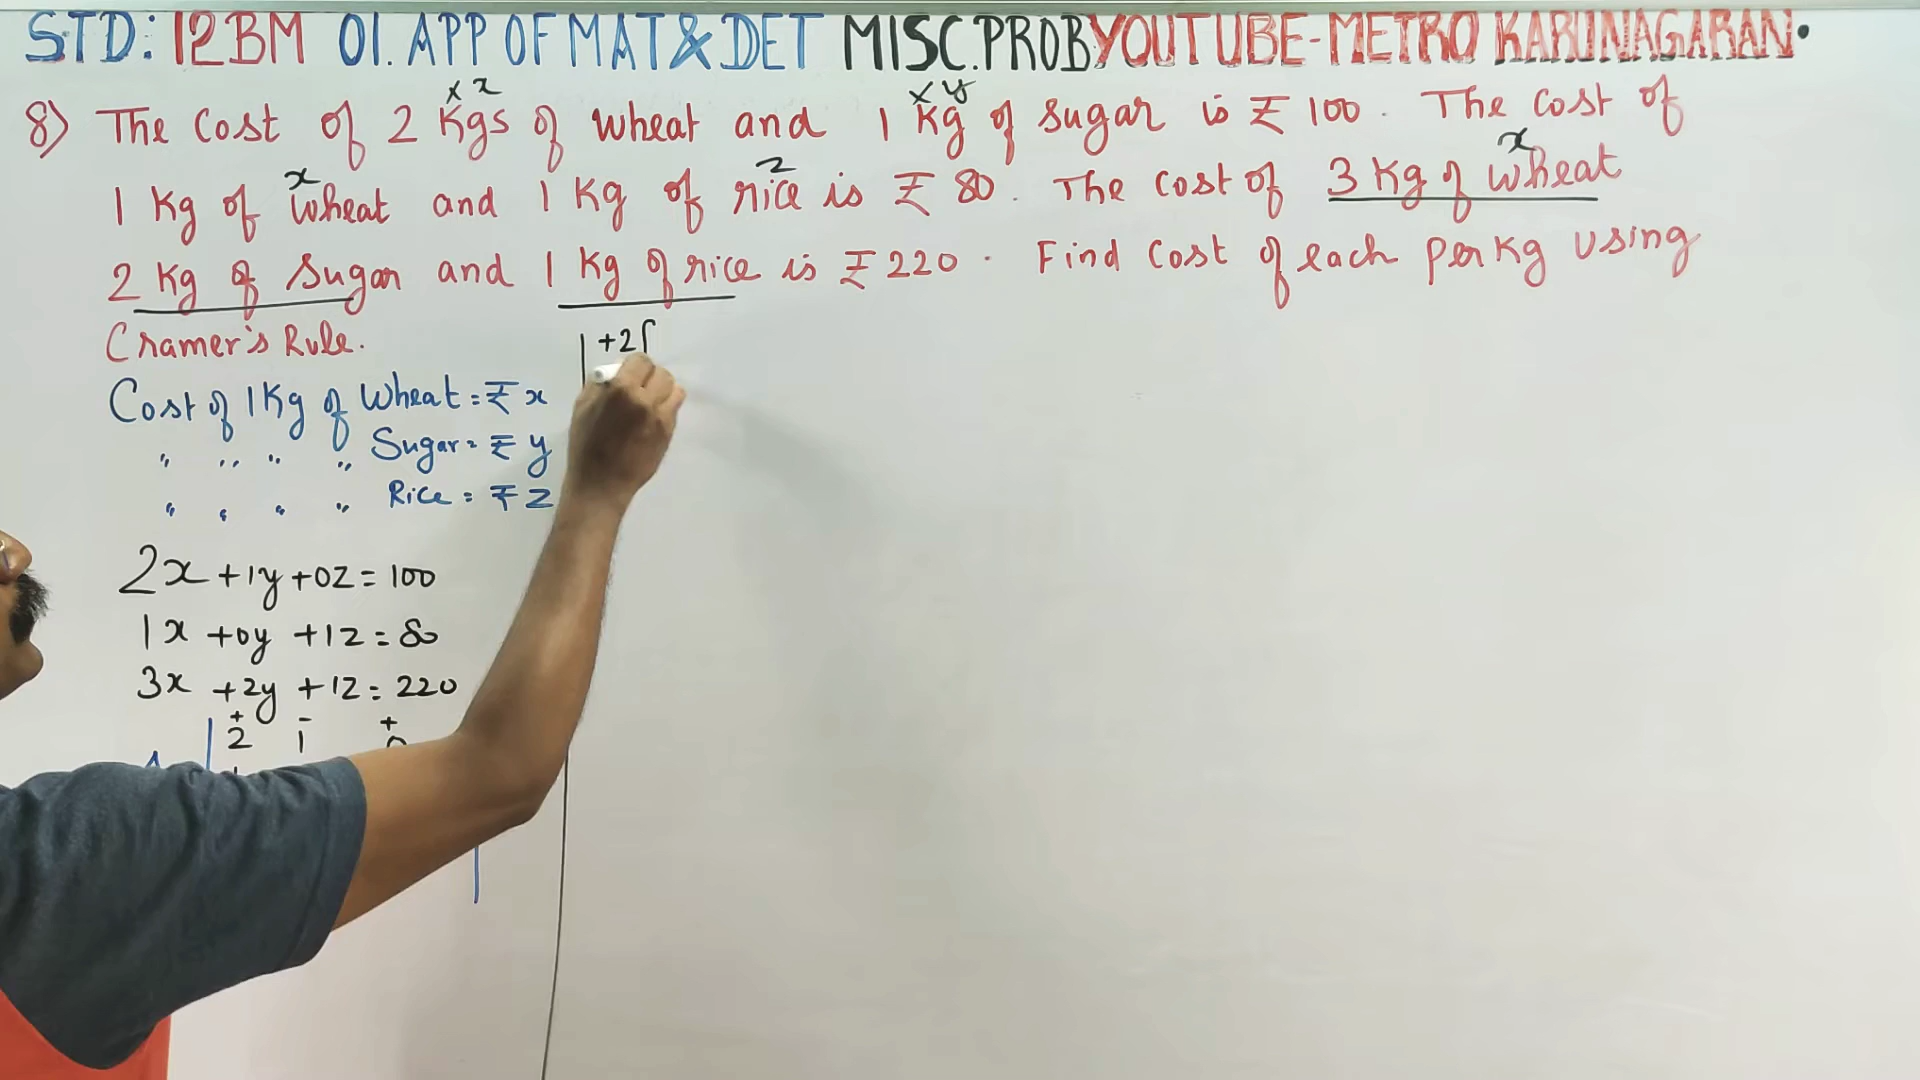 STD: 12BM 01. APP OF MAT & DET MISC. PROB YOUTUBE-METRO KARUNAGARAN.
x x x y
8) The Cost of 2 Kgs of wheat and 1 Kg of sugar is ₹ 100. The Cost of
x z x
1 Kg of wheat and 1 Kg of rice is ₹ 80. The Cost of 3 Kg of wheat
2 Kg of Sugar and 1 Kg of rice is ₹ 220. Find Cost of each per Kg using
Cramer's Rule.
Cost of 1 Kg of Wheat = ₹ x
" " " " Sugar = ₹ y
" " " " Rice = ₹ z
2x + 1y + 0z = 100
1x + 0y + 1z = 80
3x + 2y + 1z = 220
+ - +
2 1 0
+2